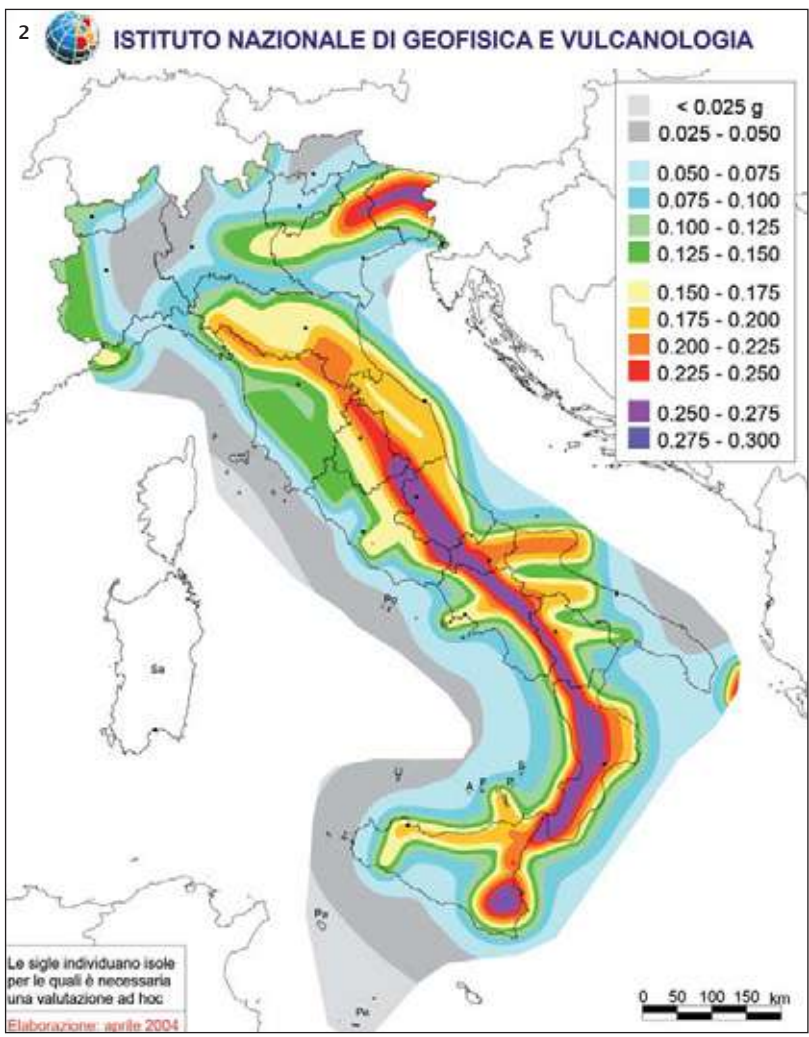 2
ISTITUTO NAZIONALE DI GEOFISICA E VULCANOLOGIA
< 0.025 g
0.025 - 0.050
0.050 - 0.075
0.075 - 0.100
0.100 - 0.125
0.125 - 0.150
0.150 - 0.175
0.175 - 0.200
0.200 - 0.225
0.225 - 0.250
0.250 - 0.275
0.275 - 0.300
Po
Sa
U
A
F
P
S
L
Pa
Pe
Le sigle individuano isole
per le quali è necessaria
una valutazione ad hoc
Elaborazione: aprile 2004
0 50 100 150 km